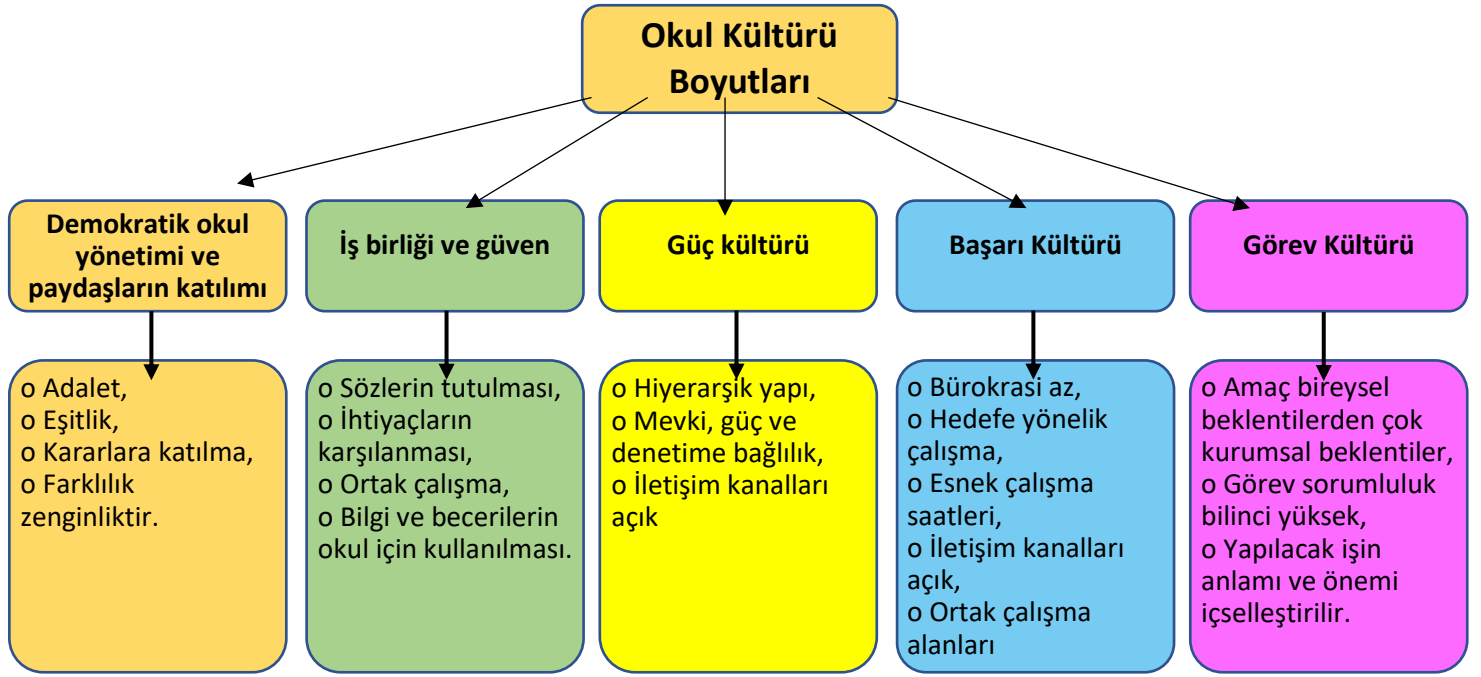 Okul Kültürü
Boyutları
Demokratik okul
yönetimi ve
paydaşların katılımı
İş birliği ve güven
Güç kültürü
Başarı Kültürü
Görev Kültürü
o Adalet,
o Eşitlik,
o Kararlara katılma,
o Farklılık
zenginliktir.
o Sözlerin tutulması,
o İhtiyaçların
karşılanması,
o Ortak çalışma,
o Bilgi ve becerilerin
okul için kullanılması.
o Hiyerarşik yapı,
o Mevki, güç ve
denetime bağlılık,
o İletişim kanalları
açık
o Bürokrasi az,
o Hedefe yönelik
çalışma,
o Esnek çalışma
saatleri,
o İletişim kanalları
açık,
o Ortak çalışma
alanları
o Amaç bireysel
beklentilerden çok
kurumsal beklentiler,
o Görev sorumluluk
bilinci yüksek,
o Yapılacak işin
anlamı ve önemi
içselleştirilir.